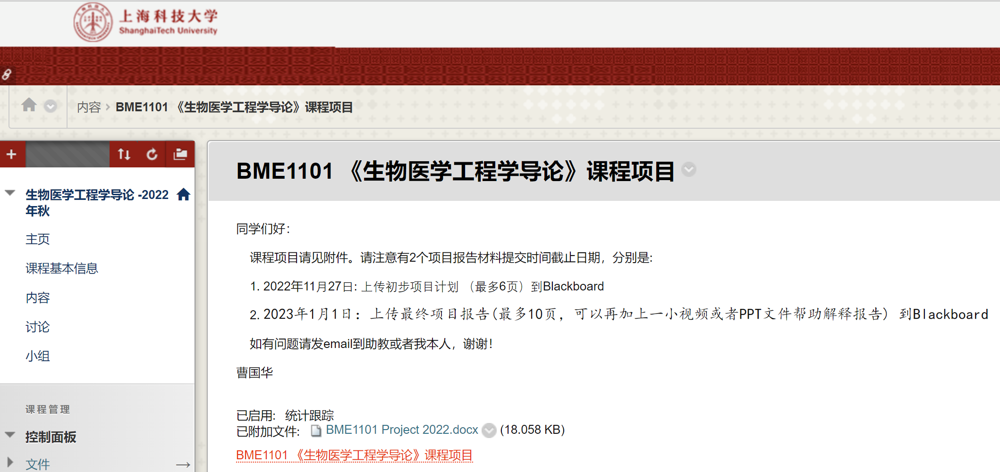 上海科技大学
ShanghaiTech University
内容 › BME1101 《生物医学工程学导论》课程项目
生物医学工程学导论 -2022
年秋
主页
课程基本信息
内容
讨论
小组
课程管理
控制面板
文件
BME1101 《生物医学工程学导论》课程项目
同学们好：
课程项目请见附件。请注意有2个项目报告材料提交时间截止日期，分别是:
1. 2022年11月27日: 上传初步项目计划 （最多6页）到Blackboard
2. 2023年1月1日：上传最终项目报告(最多10页，可以再加上一小视频或者PPT文件帮助解释报告) 到Blackboard
如有问题请发email到助教或者我本人，谢谢！
曹国华
已启用: 统计跟踪
已附加文件: BME1101 Project 2022.docx (18.058 KB)
BME1101 《生物医学工程学导论》课程项目